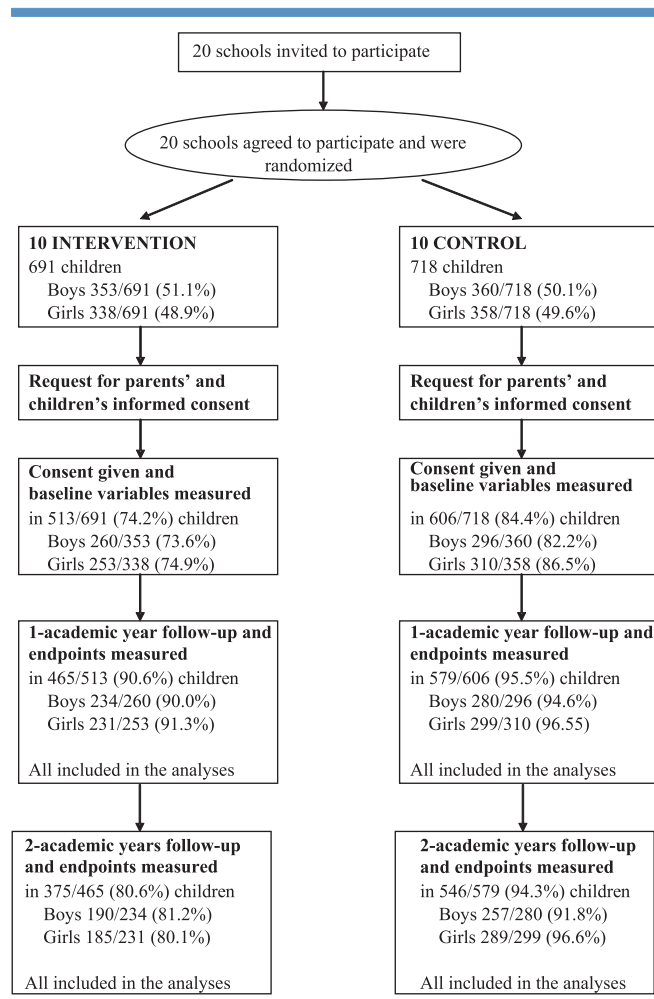 20 schools invited to participate
20 schools agreed to participate and were
randomized
10 INTERVENTION
691 children
Boys 353/691 (51.1%)
Girls 338/691 (48.9%)
10 CONTROL
718 children
Boys 360/718 (50.1%)
Girls 358/718 (49.6%)
Request for parents’ and
children’s informed consent
Request for parents’ and
children’s informed consent
Consent given and
baseline variables measured
in 513/691 (74.2%) children
Boys 260/353 (73.6%)
Girls 253/338 (74.9%)
Consent given and
baseline variables measured
in 606/718 (84.4%) children
Boys 296/360 (82.2%)
Girls 310/358 (86.5%)
1-academic year follow-up and
endpoints measured
in 465/513 (90.6%) children
Boys 234/260 (90.0%)
Girls 231/253 (91.3%)
All included in the analyses
1-academic year follow-up and
endpoints measured
in 579/606 (95.5%) children
Boys 280/296 (94.6%)
Girls 299/310 (96.55)
All included in the analyses
2-academic years follow-up
and endpoints measured
in 375/465 (80.6%) children
Boys 190/234 (81.2%)
Girls 185/231 (80.1%)
All included in the analyses
2-academic years follow-up
and endpoints measured
in 546/579 (94.3%) children
Boys 257/280 (91.8%)
Girls 289/299 (96.6%)
All included in the analyses